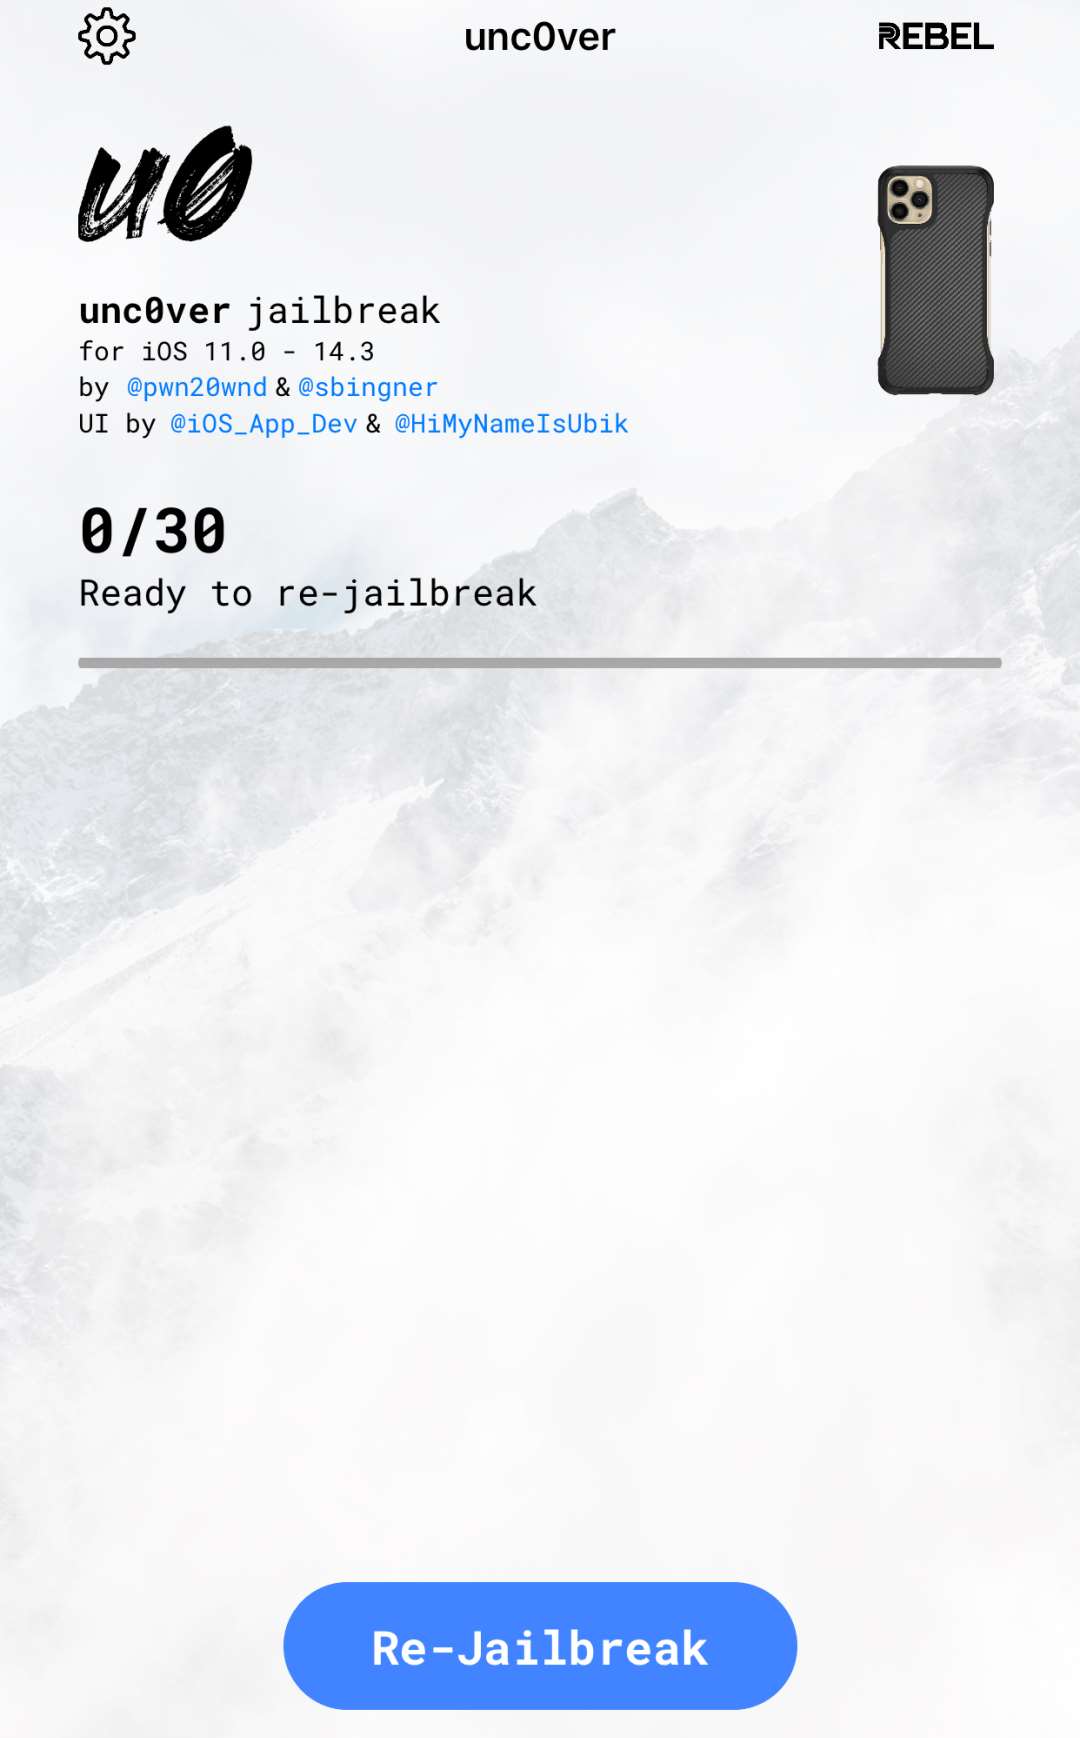 unc0ver
REBEL
u0
unc0ver jailbreak
for iOS 11.0 - 14.3
by @pwn20wnd & @sbingner
UI by @iOS_App_Dev & @HiMyNameIsUbik
0/30
Ready to re-jailbreak
Re-Jailbreak